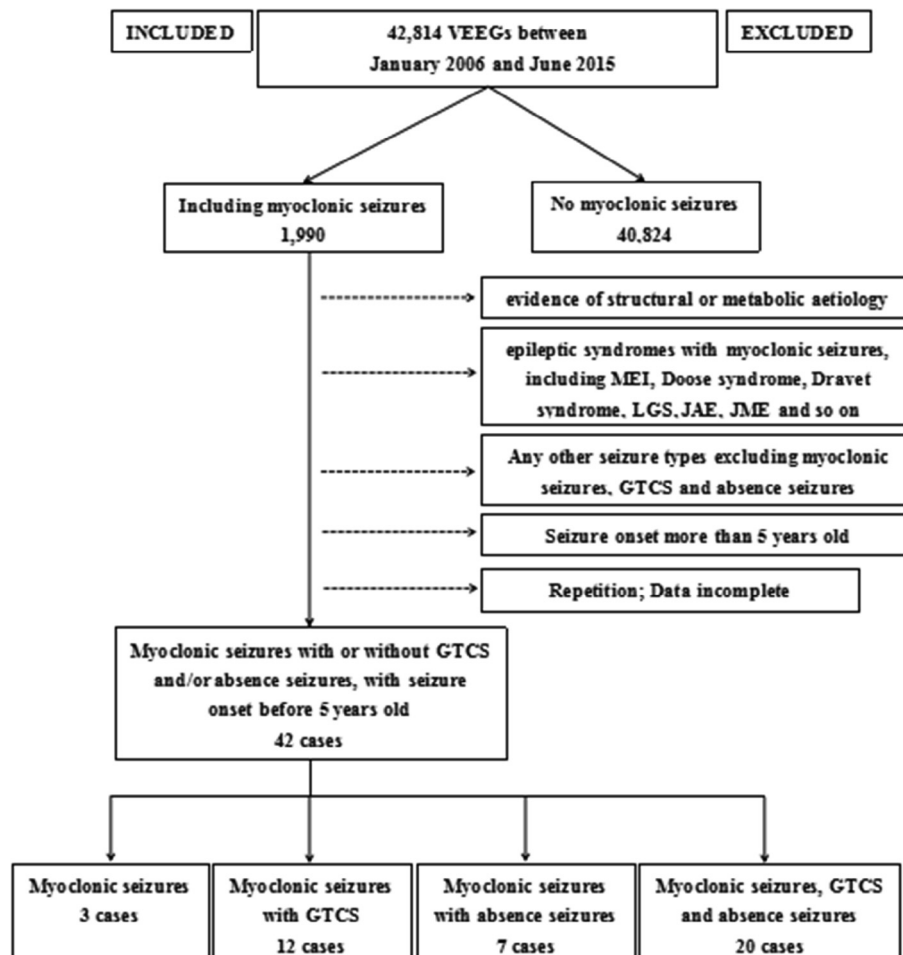 INCLUDED
42,814 VEEGs between
January 2006 and June 2015
EXCLUDED
Including myoclonic seizures
1,990
No myoclonic seizures
40,824
evidence of structural or metabolic aetiology
epileptic syndromes with myoclonic seizures,
including MEI, Doose syndrome, Dravet
syndrome, LGS, JAE, JME and so on
Any other seizure types excluding myoclonic
seizures, GTCS and absence seizures
Seizure onset more than 5 years old
Repetition; Data incomplete
Myoclonic seizures with or without GTCS
and/or absence seizures, with seizure
onset before 5 years old
42 cases
Myoclonic seizures
3 cases
Myoclonic seizures
with GTCS
12 cases
Myoclonic seizures
with absence seizures
7 cases
Myoclonic seizures, GTCS
and absence seizures
20 cases